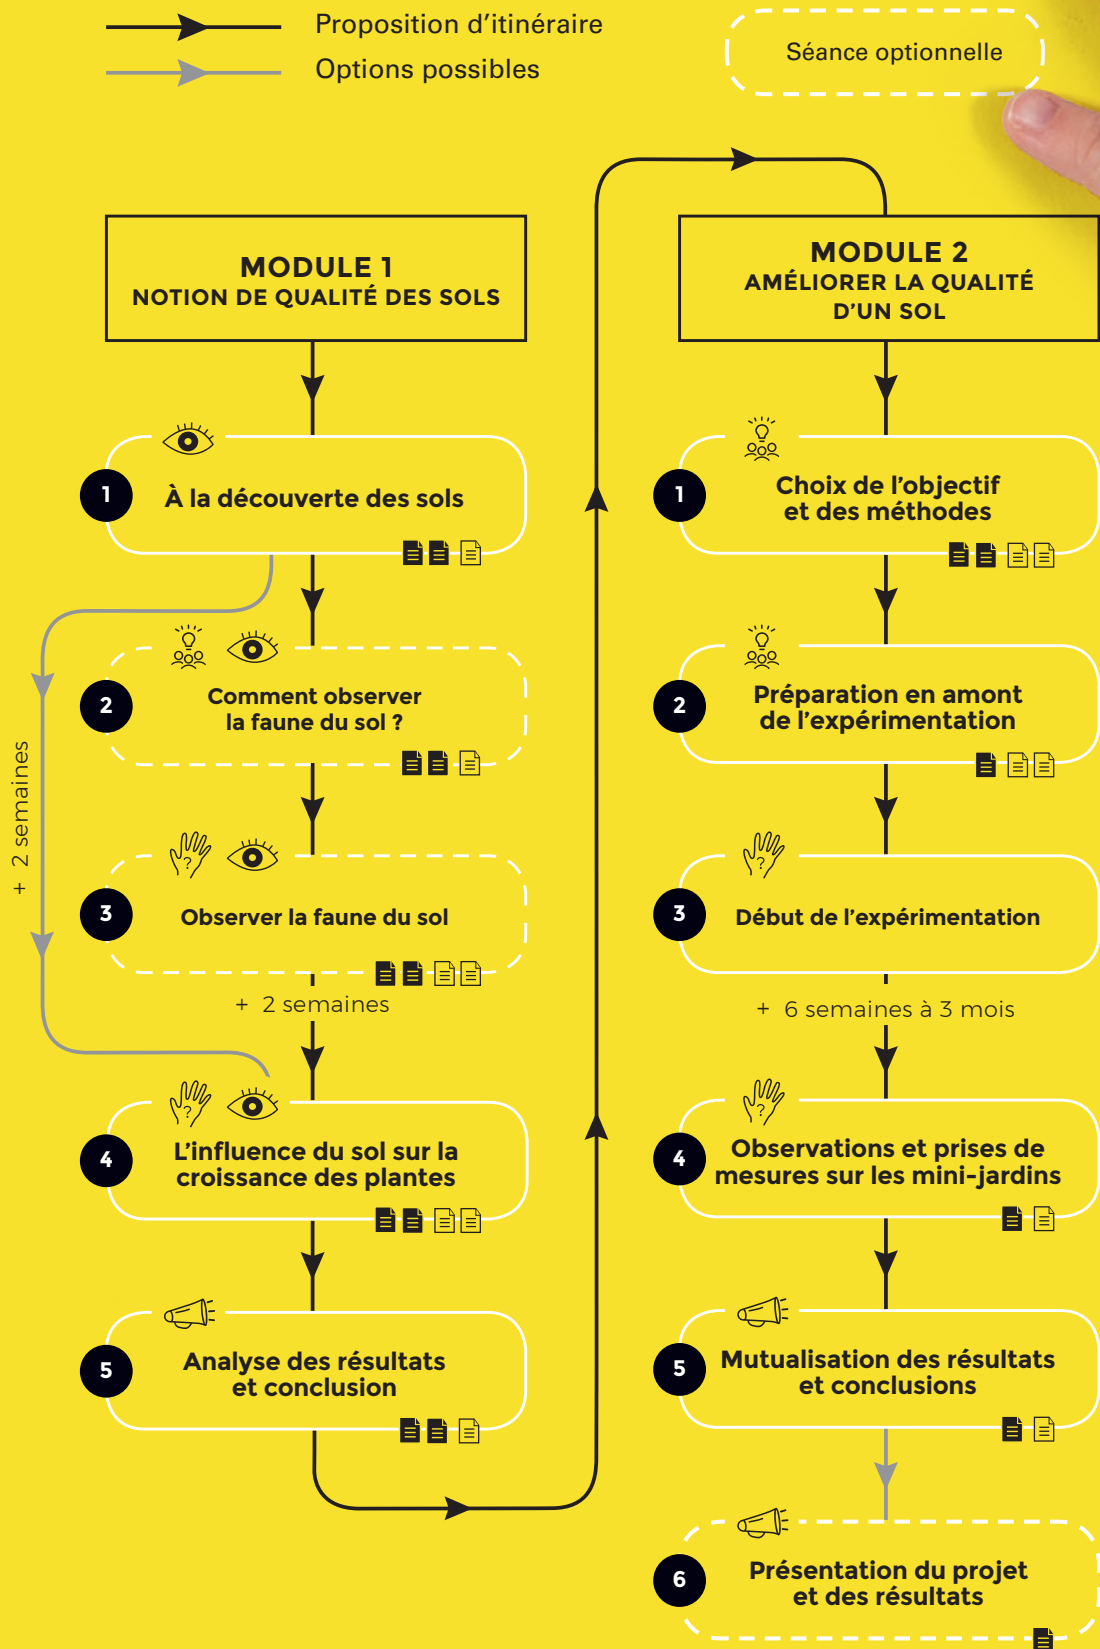 Proposition d'itinéraire
Options possibles
Séance optionnelle
MODULE 1
NOTION DE QUALITÉ DES SOLS
1
À la découverte des sols
2
Comment observer
la faune du sol ?
+ 2 semaines
3
Observer la faune du sol
+ 2 semaines
4
L'influence du sol sur la
croissance des plantes
5
Analyse des résultats
et conclusion
MODULE 2
AMÉLIORER LA QUALITÉ
D'UN SOL
1
Choix de l'objectif
et des méthodes
2
Préparation en amont
de l'expérimentation
3
Début de l'expérimentation
+ 6 semaines à 3 mois
4
Observations et prises de
mesures sur les mini-jardins
5
Mutualisation des résultats
et conclusions
6
Présentation du projet
et des résultats